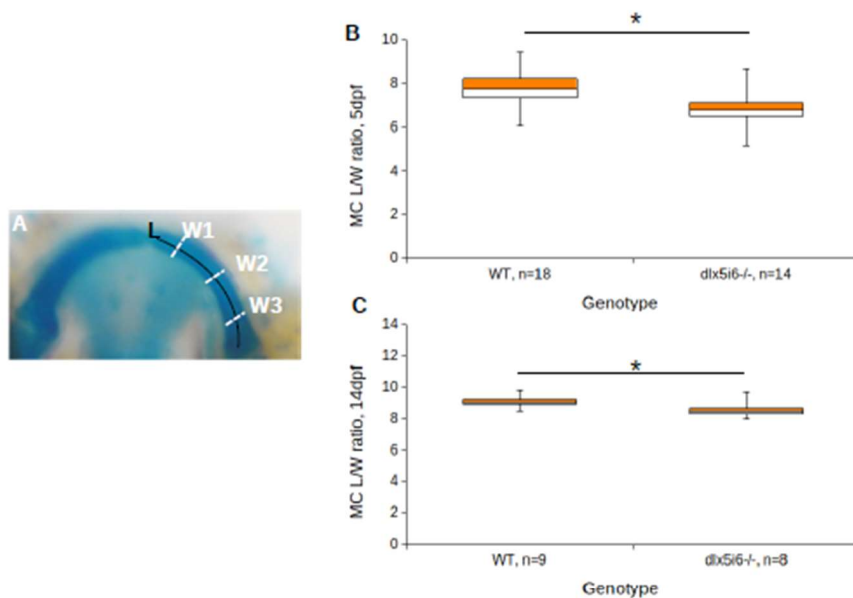 A
L
W1
W2
W3
B
*
MC L/W ratio, 5dpf
10
8
6
4
2
0
WT, n=18
dlx5i6-/-, n=14
Genotype
C
*
MC L/W ratio, 14dpf
14
12
10
8
6
4
2
0
WT, n=9
dlx5i6-/-, n=8
Genotype